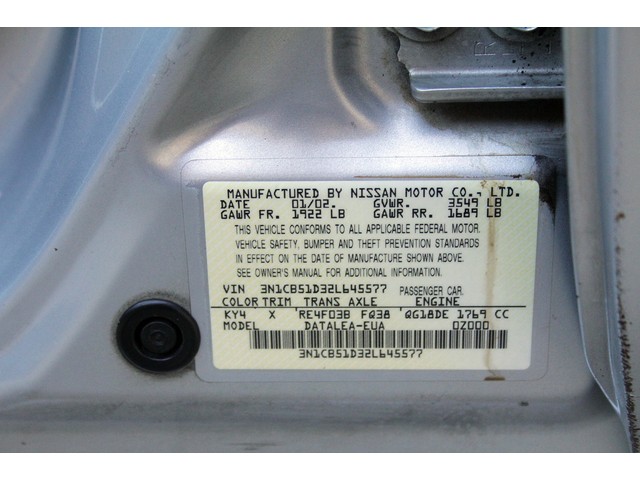 MANUFACTURED BY NISSAN MOTOR CO., LTD.
DATE 01/02. GVWR. 3549 LB
GAWR FR. 1922 LB GAWR RR. 1689 LB
THIS VEHICLE CONFORMS TO ALL APPLICABLE FEDERAL MOTOR
VEHICLE SAFETY, BUMPER AND THEFT PREVENTION STANDARDS
IN EFFECT ON THE DATE OF MANUFACTURE SHOWN ABOVE.
SEE OWNER'S MANUAL FOR ADDITIONAL INFORMATION.
VIN 3N1CB51D32L645577 PASSENGER CAR.
COLOR TRIM TRANS AXLE ENGINE
KY4 X 'RE4F03B FQ38 'QG18DE 1769 CC
MODEL DATALEA-EUA 0Z000
3N1CB51D32L645577